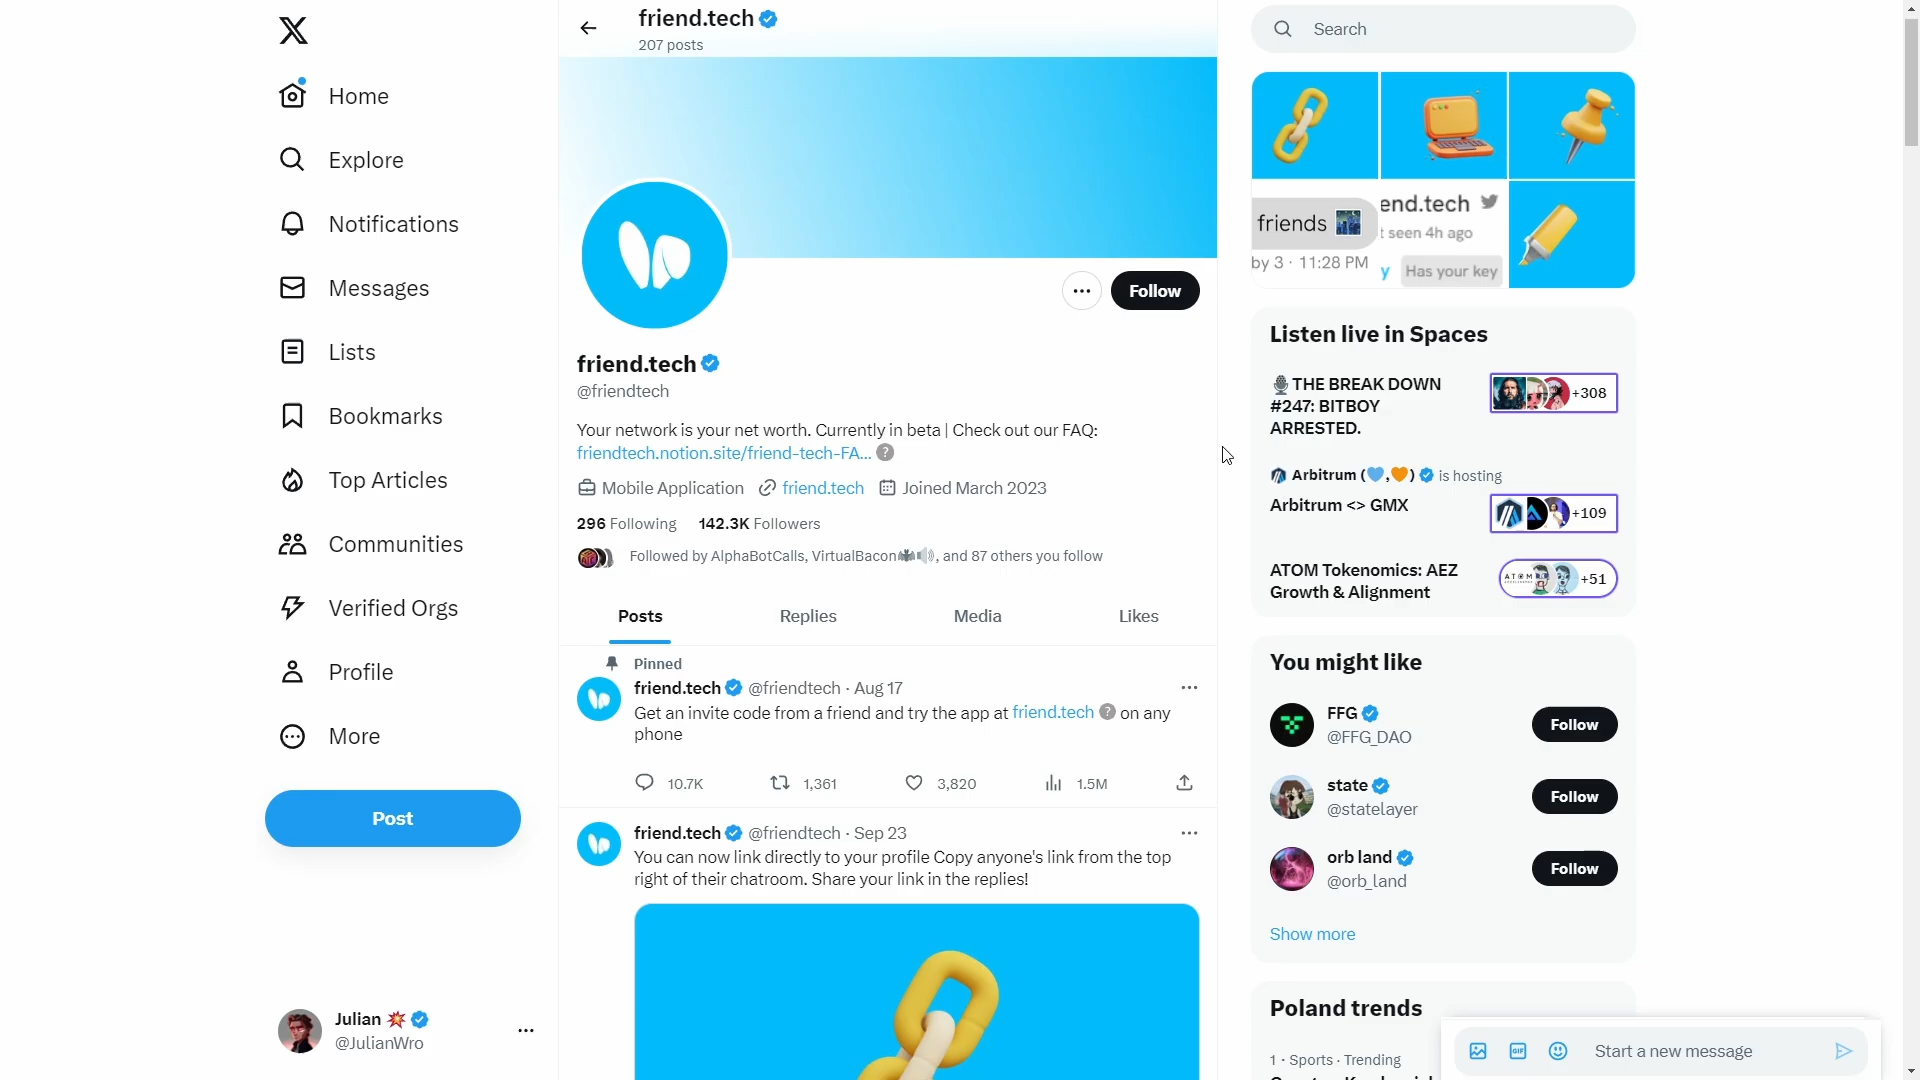 Home
Explore
Notifications
Messages
Lists
Bookmarks
Top Articles
Communities
Verified Orgs
Profile
More
Post
Julian
@JulianWro
friend.tech
207 posts
Follow
friend.tech
@friendtech
Your network is your net worth. Currently in beta | Check out our FAQ:
friendtech.notion.site/friend-tech-FA...
Mobile Application friend.tech Joined March 2023
296 Following 142.3K Followers
Followed by AlphaBotCalls, VirtualBacon, and 87 others you follow
Posts Replies Media Likes
Pinned
friend.tech @friendtech · Aug 17
Get an invite code from a friend and try the app at friend.tech on any
phone
10.7K 1,361 3,820 1.5M
friend.tech @friendtech · Sep 23
You can now link directly to your profile Copy anyone's link from the top
right of their chatroom. Share your link in the replies!
Search
friends
by 3 · 11:28 PM
end.tech
t seen 4h ago
y Has your key
Listen live in Spaces
THE BREAK DOWN
#247: BITBOY
ARRESTED.
+308
Arbitrum (🩵,🧡) is hosting
Arbitrum <> GMX
+109
ATOM Tokenomics: AEZ
Growth & Alignment
ATOM
+51
You might like
FFG
@FFG_DAO
Follow
state
@statelayer
Follow
orb land
@orb_land
Follow
Show more
Poland trends
1 · Sports · Trending
GIF Start a new message